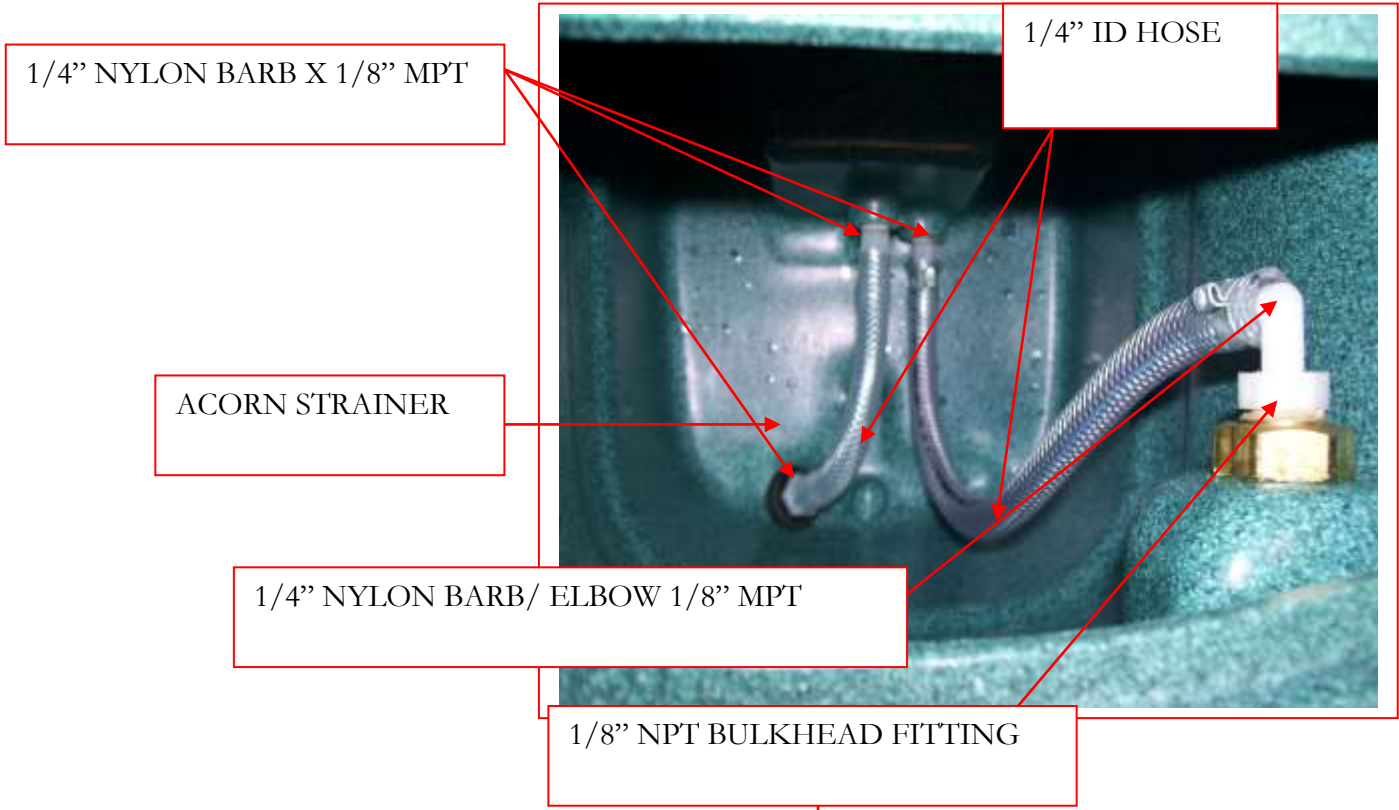 1/4” NYLON BARB X 1/8” MPT
1/4” ID HOSE
ACORN STRAINER
1/4” NYLON BARB/ ELBOW 1/8” MPT
1/8” NPT BULKHEAD FITTING